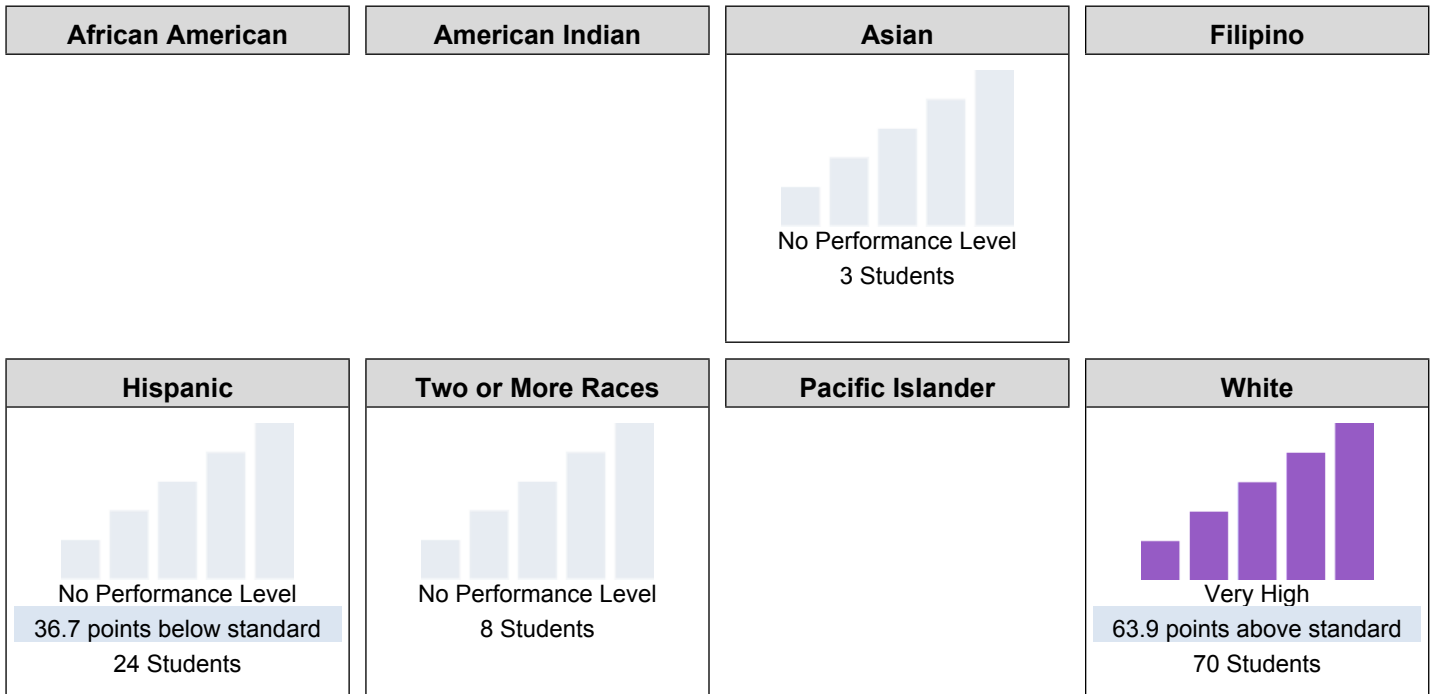 African American
American Indian
Asian
Filipino
No Performance Level
3 Students
Hispanic
Two or More Races
Pacific Islander
White
No Performance Level
36.7 points below standard
24 Students
No Performance Level
8 Students
Very High
63.9 points above standard
70 Students